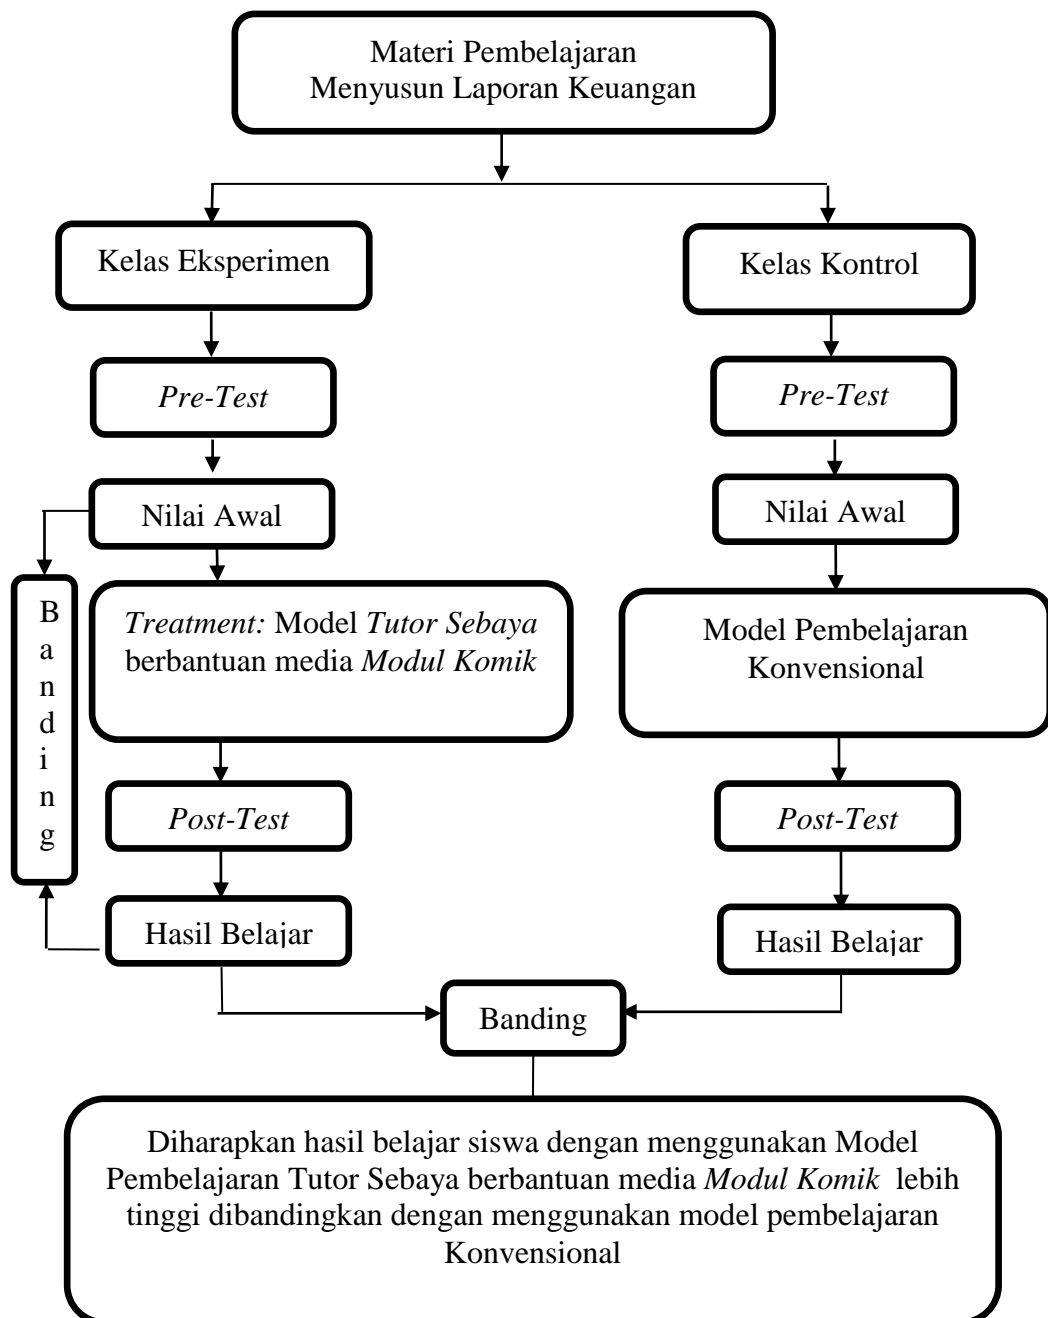 Materi Pembelajaran
Menyusun Laporan Keuangan
Kelas Eksperimen
Kelas Kontrol
Pre-Test
Pre-Test
Nilai Awal
Nilai Awal
B
a
n
d
i
n
g
Treatment: Model Tutor Sebaya
berbantuan media Modul Komik
Model Pembelajaran
Konvensional
Post-Test
Post-Test
Hasil Belajar
Hasil Belajar
Banding
Diharapkan hasil belajar siswa dengan menggunakan Model
Pembelajaran Tutor Sebaya berbantuan media Modul Komik lebih
tinggi dibandingkan dengan menggunakan model pembelajaran
Konvensional